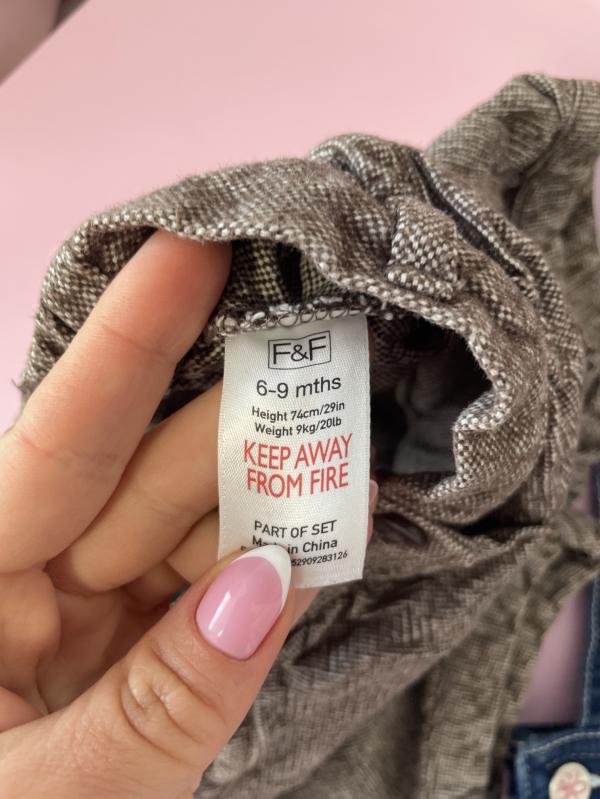 F&F
6-9 mths
Height 74cm/29in
Weight 9kg/20lb
KEEP AWAY
FROM FIRE
PART OF SET
in China
52909283126